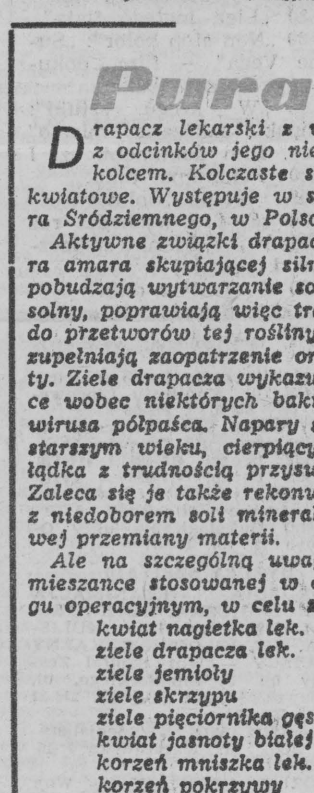 Pura
Drapacz lekarski z
z odcinków jego nie
kolcem. Kolczaste s
kwiatowe. Występuje w s
ra Śródziemnego, w Polsc
Aktywne związki drapac
ra amara skupiającej siln
pobudzają wytwarzanie so
solny, poprawiają więc tra
do przetworów tej rośliny
zupełniają zaopatrzenie or
ty. Ziele drapacza wykazu
ce wobec niektórych bak
wirusa półpaśca. Napary
starszym wieku, cierpiący
łądka z trudnością przysw
Zaleca się je także rekonw
z niedoborem soli mineral
wej przemiany materii.
Ale na szczególną uwa
mieszance stosowanej w
gu operacyjnym, w celu
kwiat nagietka lek.
ziele drapacza lek.
ziele jemioły
ziele skrzypu
ziele pięciornika gęs
kwiat jasnoty białej
korzeń mniszka lek.
korzeń pokrzywy